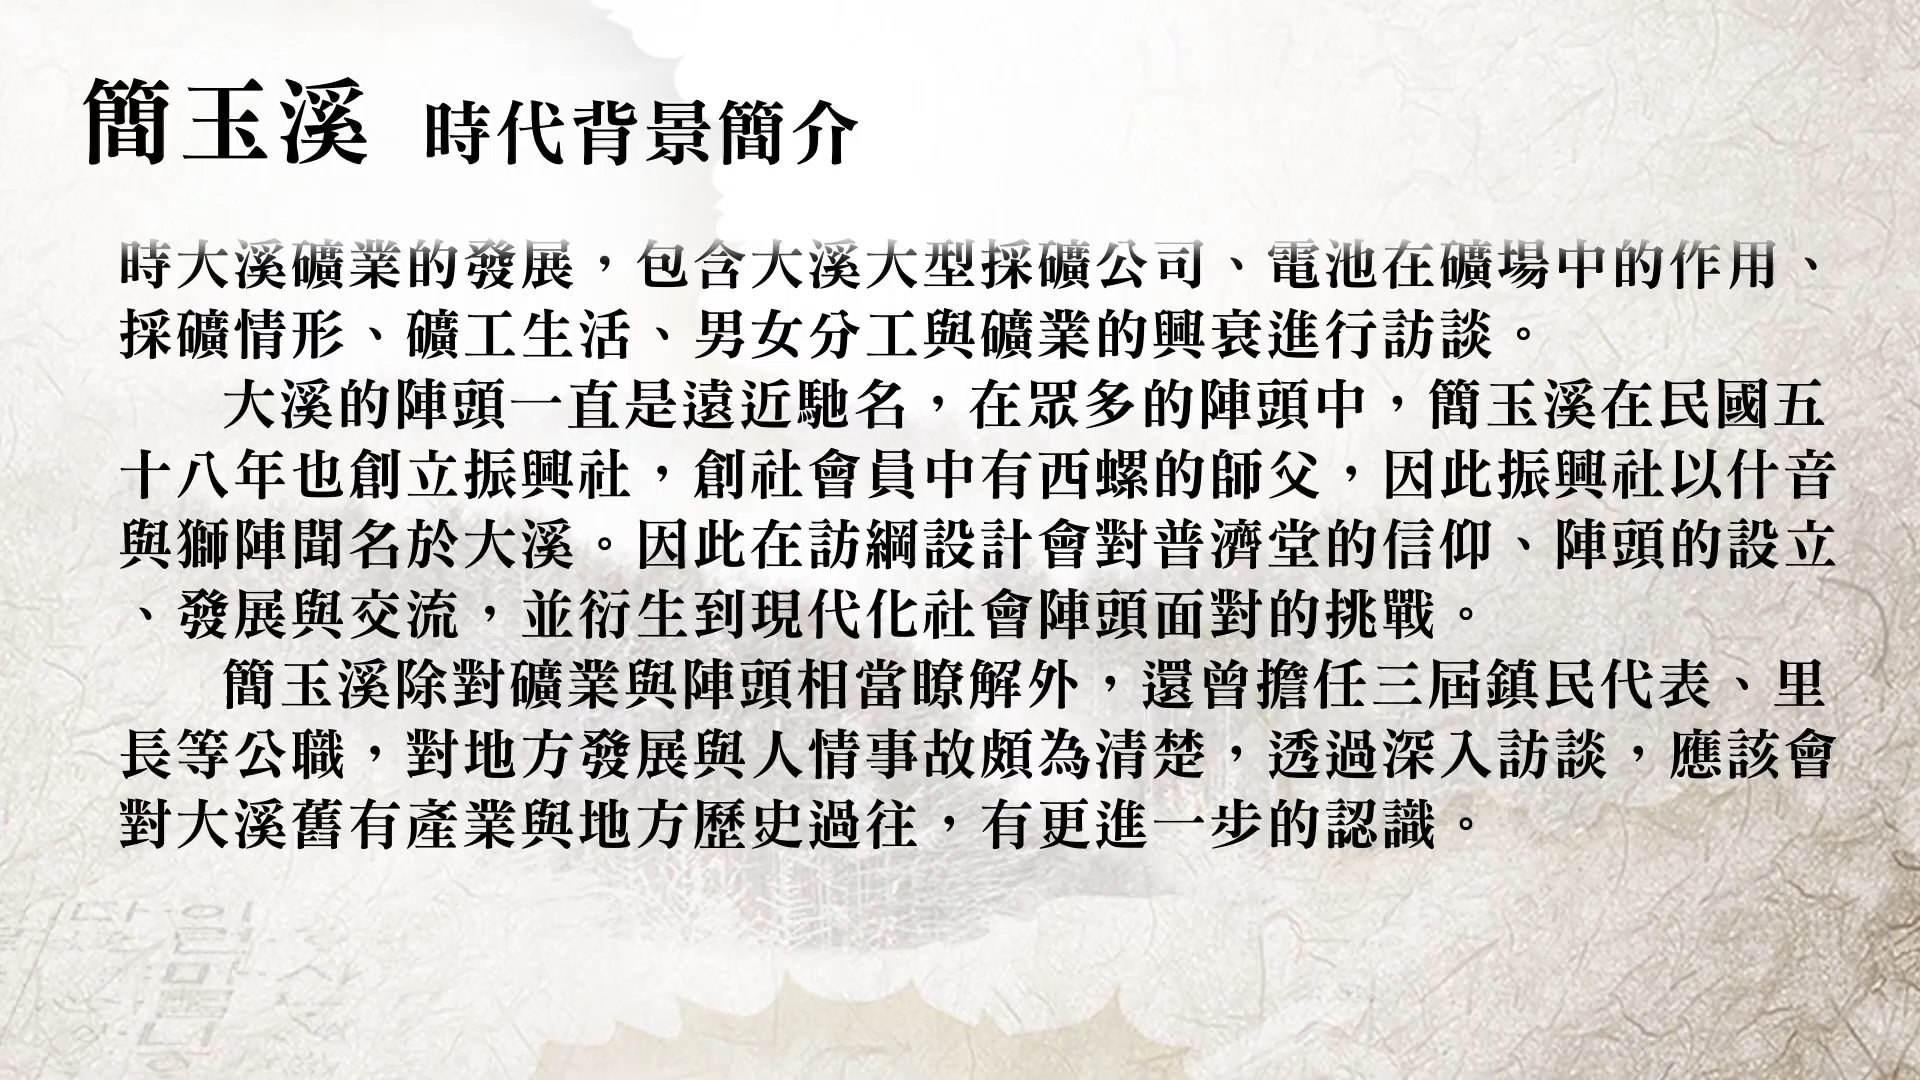 簡玉溪 時代背景簡介
時大溪礦業的發展，包含大溪大型採礦公司、電池在礦場中的作用、
採礦情形、礦工生活、男女分工與礦業的興衰進行訪談。
大溪的陣頭一直是遠近馳名，在眾多的陣頭中，簡玉溪在民國五
十八年也創立振興社，創社會員中有西螺的師父，因此振興社以什音
與獅陣聞名於大溪。因此在訪綱設計會對普濟堂的信仰、陣頭的設立
、發展與交流，並衍生到現代化社會陣頭面對的挑戰。
簡玉溪除對礦業與陣頭相當瞭解外，還曾擔任三屆鎮民代表、里
長等公職，對地方發展與人情事故頗為清楚，透過深入訪談，應該會
對大溪舊有產業與地方歷史過往，有更進一步的認識。